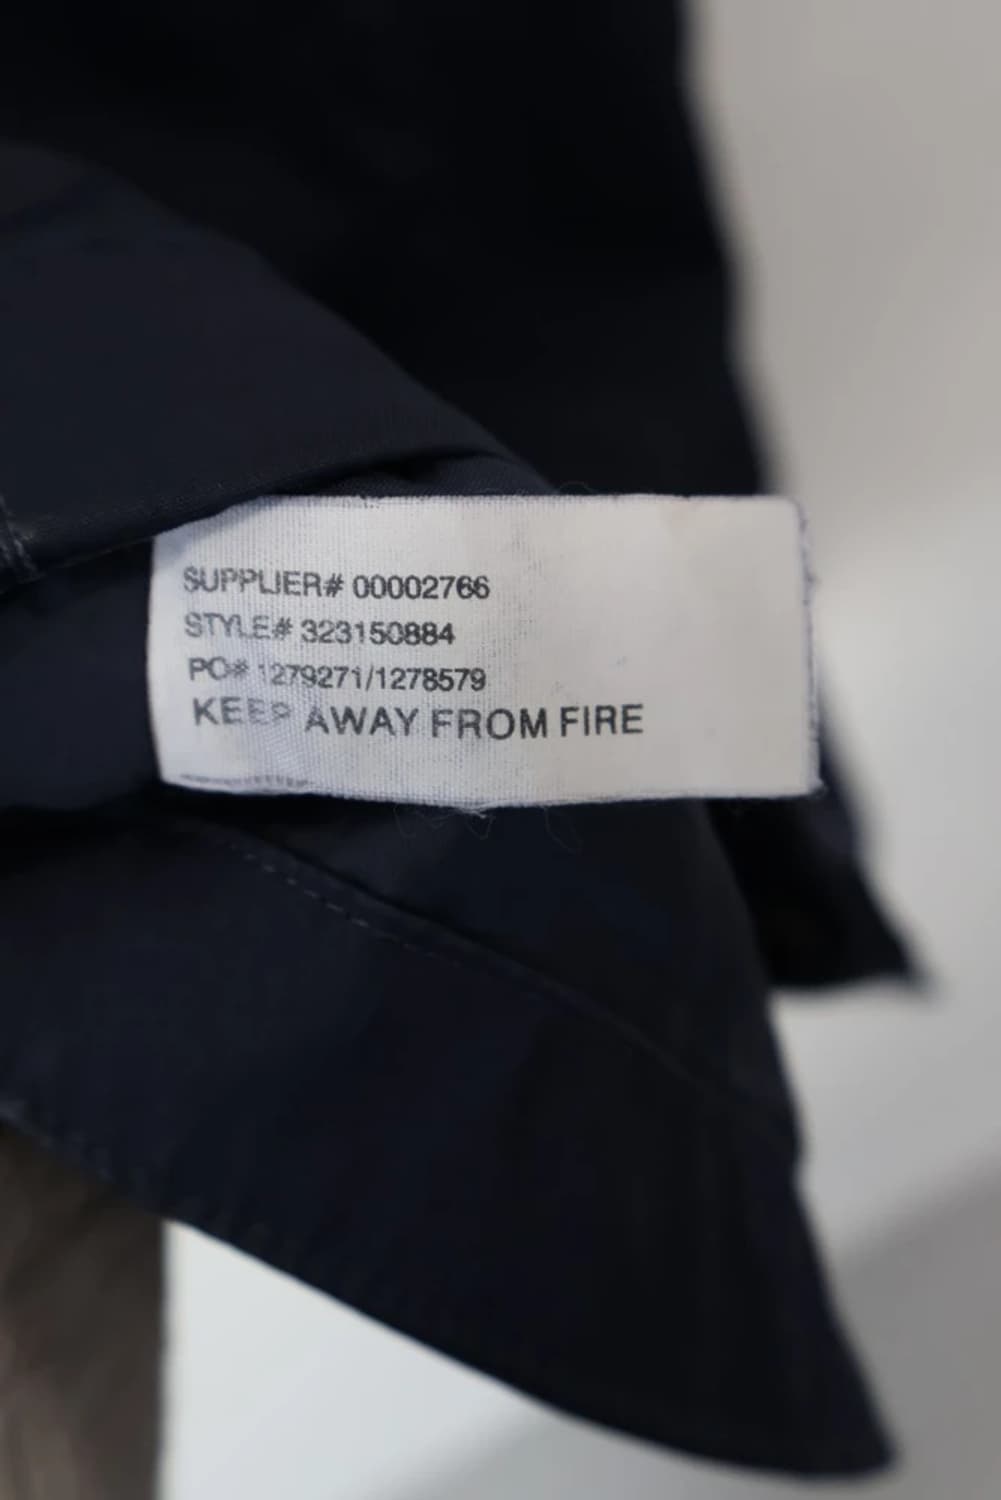 SUPPLIER# 00002766
STYLE# 323150884
PO# 1279271/1278579
KEEP AWAY FROM FIRE